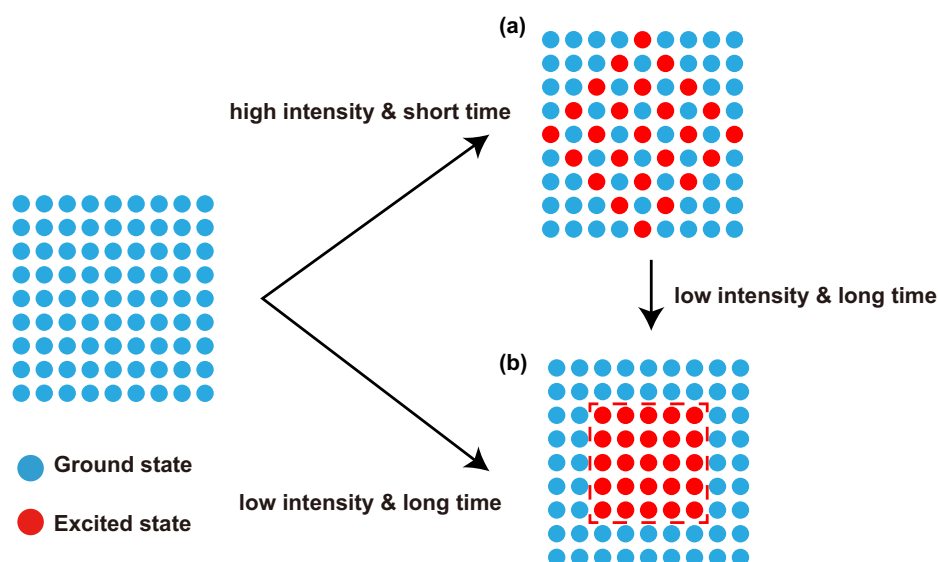 (a)
high intensity & short time
low intensity & long time
(b)
Ground state
low intensity & long time
Excited state